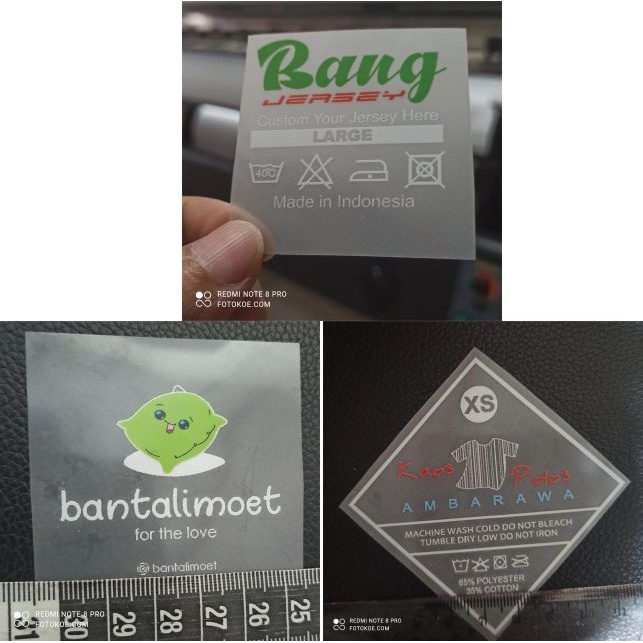 Bang
JERSEY
Custom Your Jersey Here
LARGE
40C
Made in Indonesia
REDMI NOTE 8 PRO
FOTOKOE.COM
bantalimoet
for the love
bantalimoet
31 30 29 28 27 26 25
REDMI NOTE 8 PRO
FOTOKOE.COM
XS
Kaos Polos
AMBARAWA
MACHINE WASH COLD DO NOT BLEACH
TUMBLE DRY LOW DO NOT IRON
65% POLYESTER
35% COTTON
REDMI NOTE 8 PRO
FOTOKOE.COM